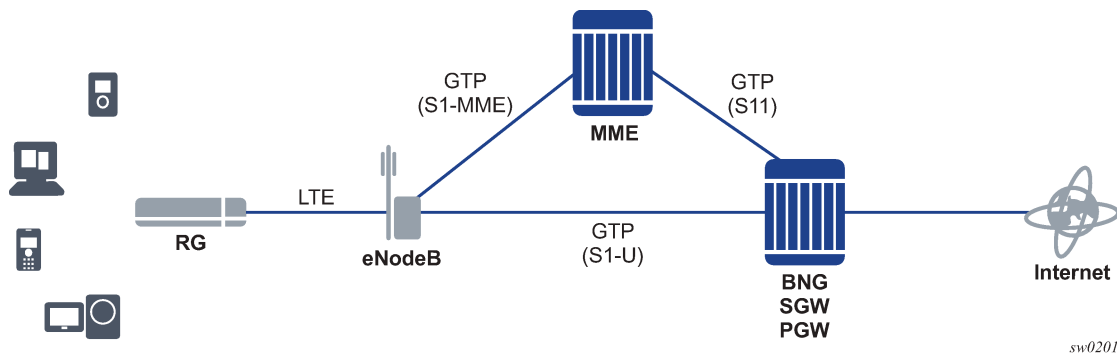 GTP
(S1-MME)
GTP
(S11)
MME
LTE
RG
eNodeB
GTP
(S1-U)
BNG
SGW
PGW
Internet
sw0201